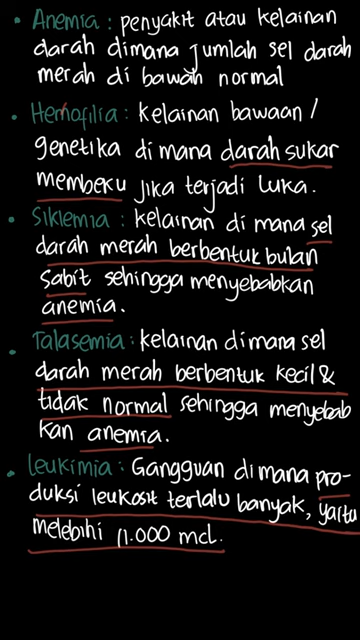 • Anemia : penyakit atau kelainan
darah dimana jumlah sel darah
merah di bawah normal
• Hemofilia : kelainan bawaan /
genetika di mana darah sukar
membeku jika terjadi luka.
• Siklemia : kelainan di mana sel
darah merah berbentuk bulan
sabit sehingga menyebabkan
anemia.
• Talasemia : kelainan dimana sel
darah merah berbentuk kecil &
tidak normal sehingga menyebab
kan anemia.
• Leukimia : Gangguan di mana pro-
duksi leukosit terlalu banyak, yaitu
melebihi 11.000 mcL.